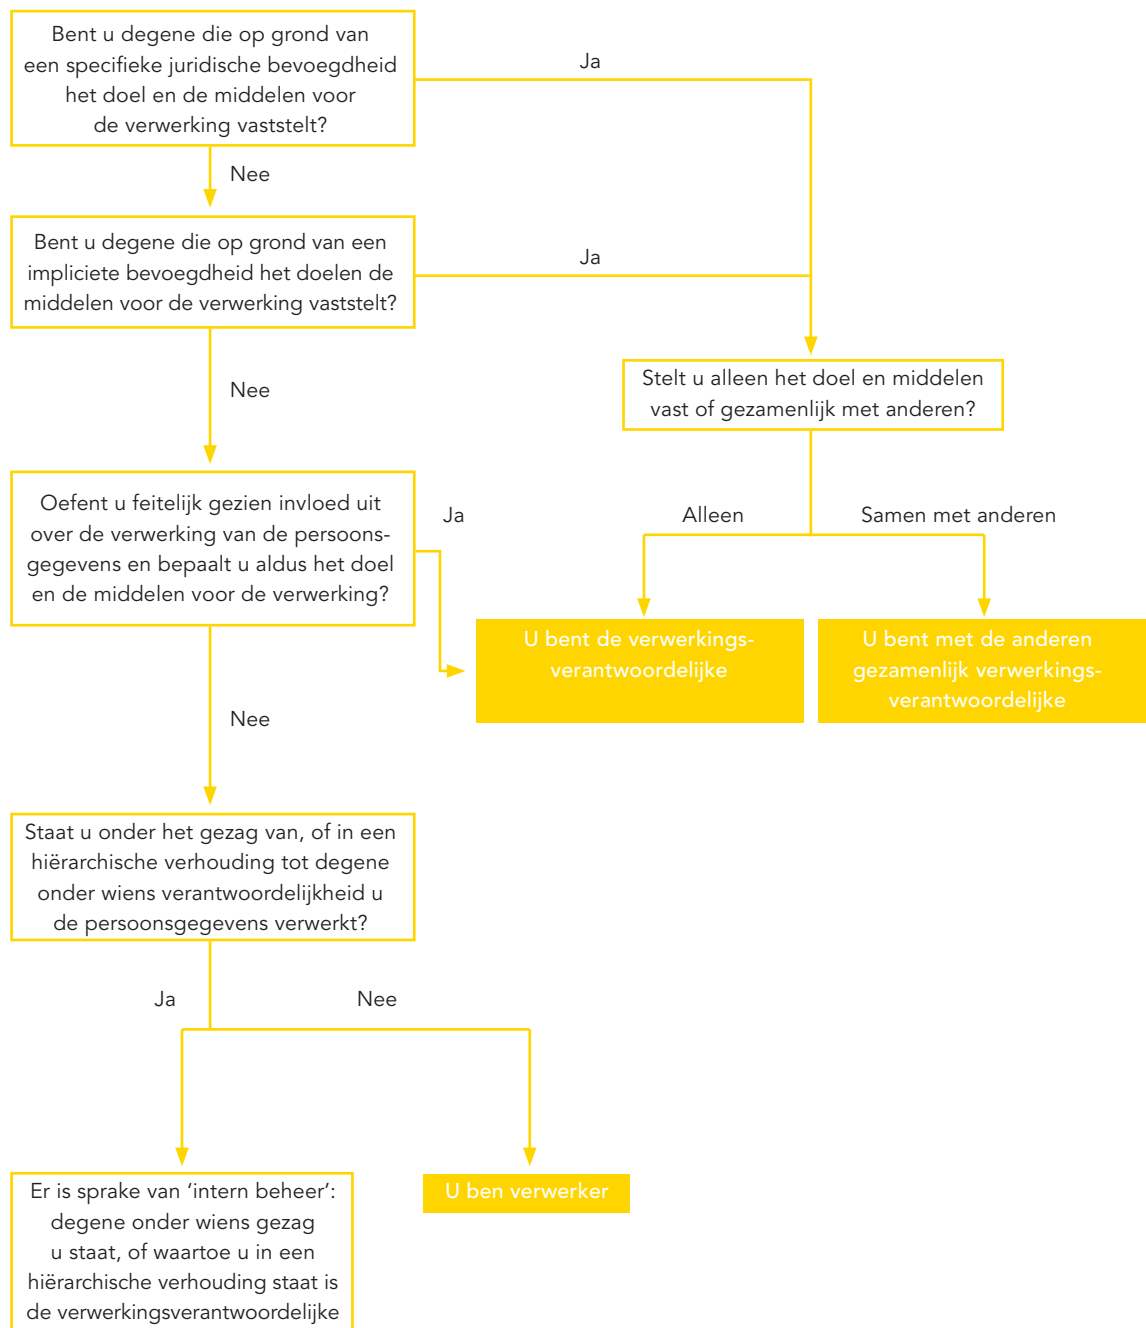 Bent u degene die op grond van
een specifieke juridische bevoegdheid
het doel en de middelen voor
de verwerking vaststelt?
Ja
Nee
Bent u degene die op grond van een
impliciete bevoegdheid het doelen de
middelen voor de verwerking vaststelt?
Ja
Nee
Stelt u alleen het doel en middelen
vast of gezamenlijk met anderen?
Oefent u feitelijk gezien invloed uit
over de verwerking van de persoons-
gegevens en bepaalt u aldus het doel
en de middelen voor de verwerking?
Ja
Alleen
Samen met anderen
U bent de verwerkings-
verantwoordelijke
U bent met de anderen
gezamenlijk verwerkings-
verantwoordelijke
Nee
Staat u onder het gezag van, of in een
hiërarchische verhouding tot degene
onder wiens verantwoordelijkheid u
de persoonsgegevens verwerkt?
Ja
Nee
Er is sprake van ‘intern beheer’:
degene onder wiens gezag
u staat, of waartoe u in een
hiërarchische verhouding staat is
de verwerkingsverantwoordelijke
U ben verwerker